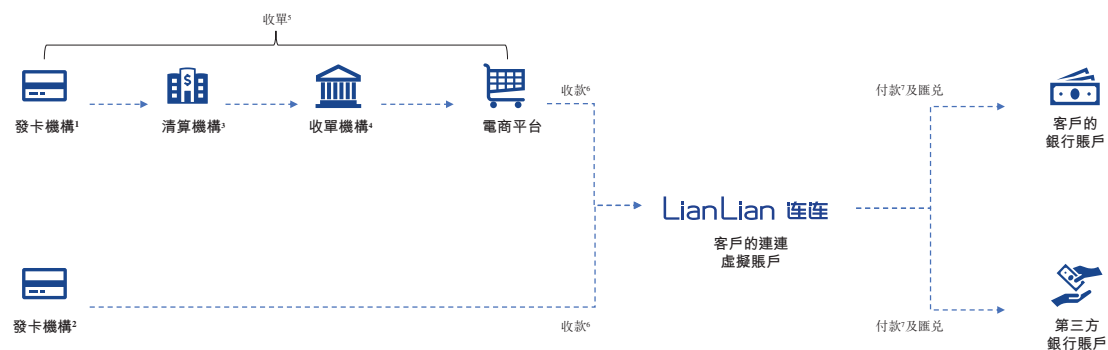 收單⁵
發卡機構¹
清算機構³
收單機構⁴
電商平台
收款⁶
付款⁷及匯兑
客戶的
銀行賬戶
LianLian 连连
客戶的連連
虛擬賬戶
發卡機構²
收款⁶
付款⁷及匯兑
第三方
銀行賬戶